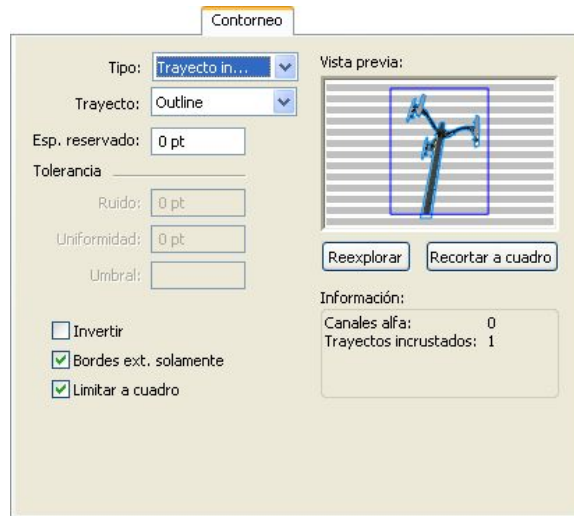 Contorneo
Tipo: Trayecto in...
Trayecto: Outline
Esp. reservado: 0 pt
Tolerancia
Ruido: 0 pt
Uniformidad: 0 pt
Umbral:
Invertir
Bordes ext. solamente
Limitar a cuadro
Vista previa:
Reexplorar
Recortar a cuadro
Información:
Canales alfa: 0
Trayectos incrustados: 1